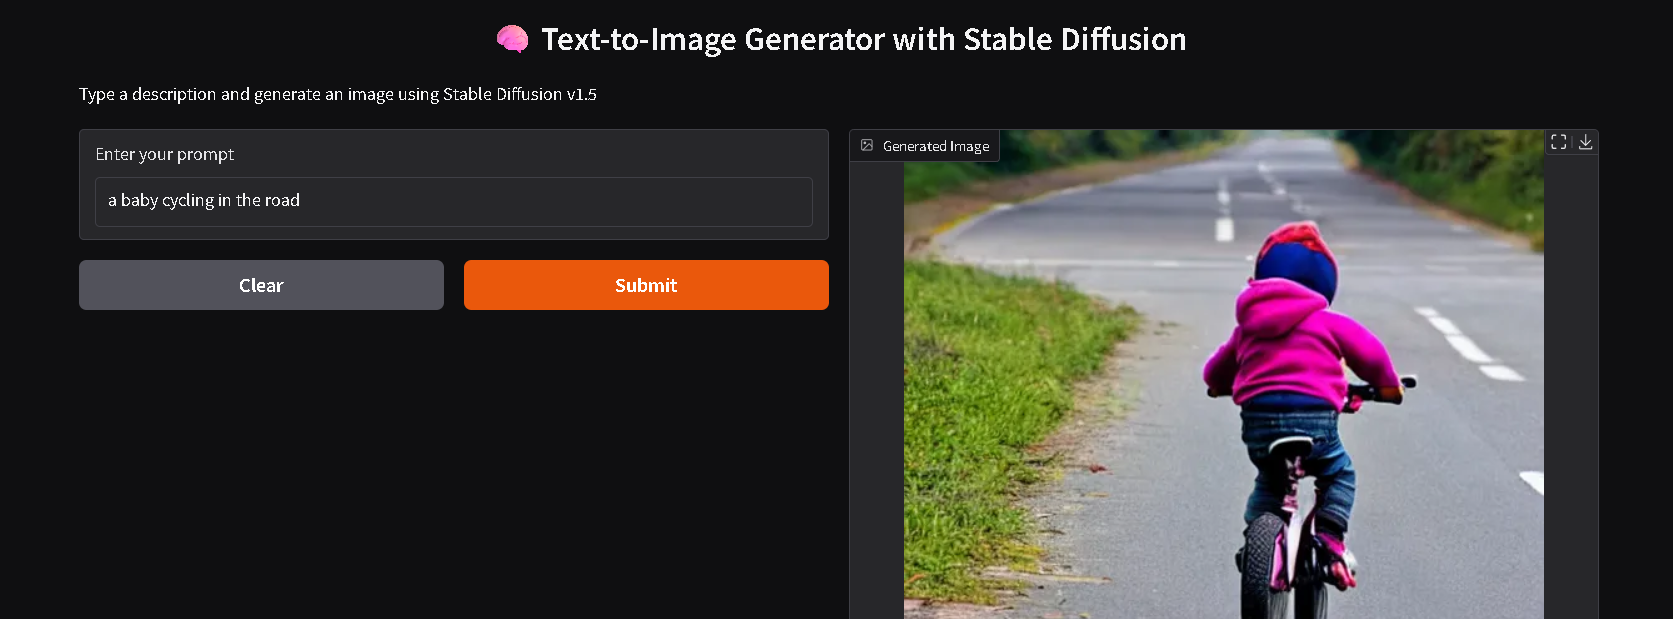 🧠 Text-to-Image Generator with Stable Diffusion
Type a description and generate an image using Stable Diffusion v1.5
Enter your prompt
a baby cycling in the road
Clear
Submit
Generated Image